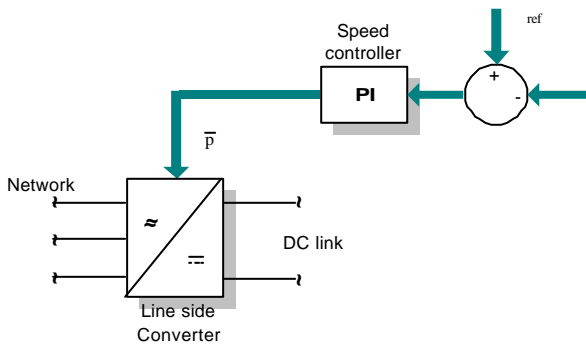 ref
Speed
controller
+
PI
-
p̅
Network
≈
DC link
Line side
Converter